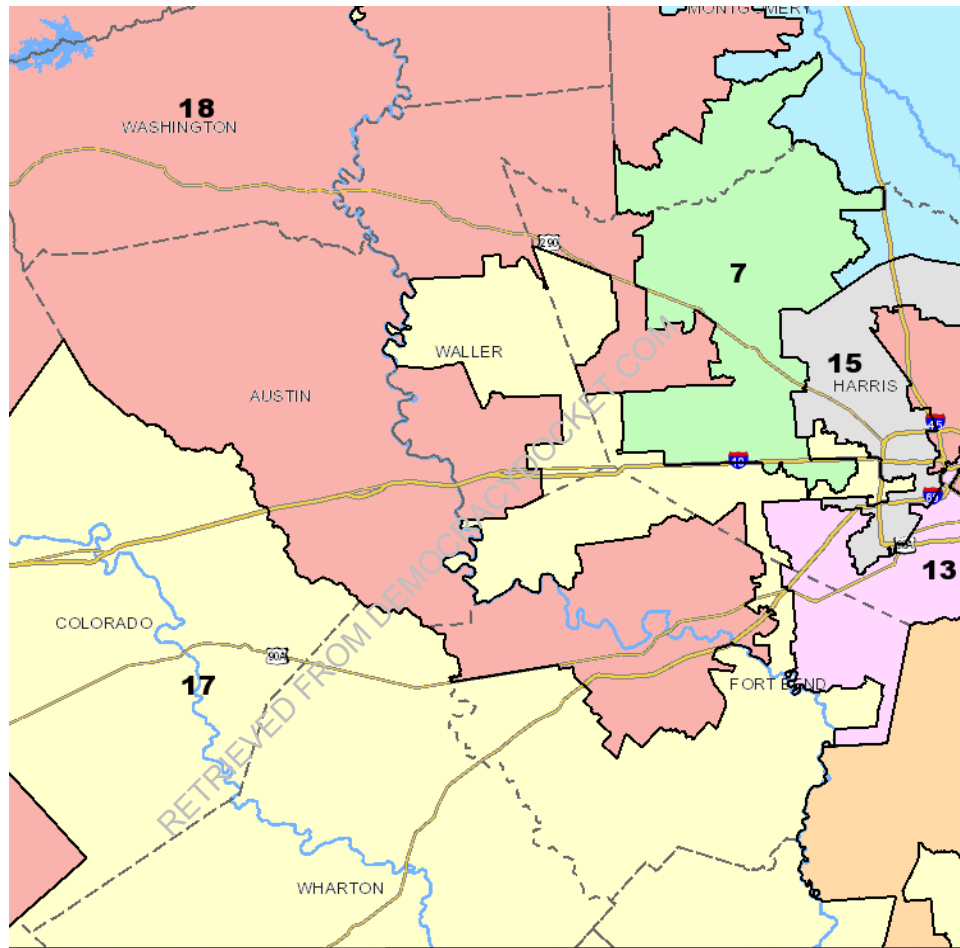 MONTGOMERY
18
WASHINGTON
290
7
WALLER
15
HARRIS
AUSTIN
45
10
69
90A
13
COLORADO
90A
17
FORT BEND
WHARTON
RETRIEVED FROM DEMOCRACYDOCKET.COM